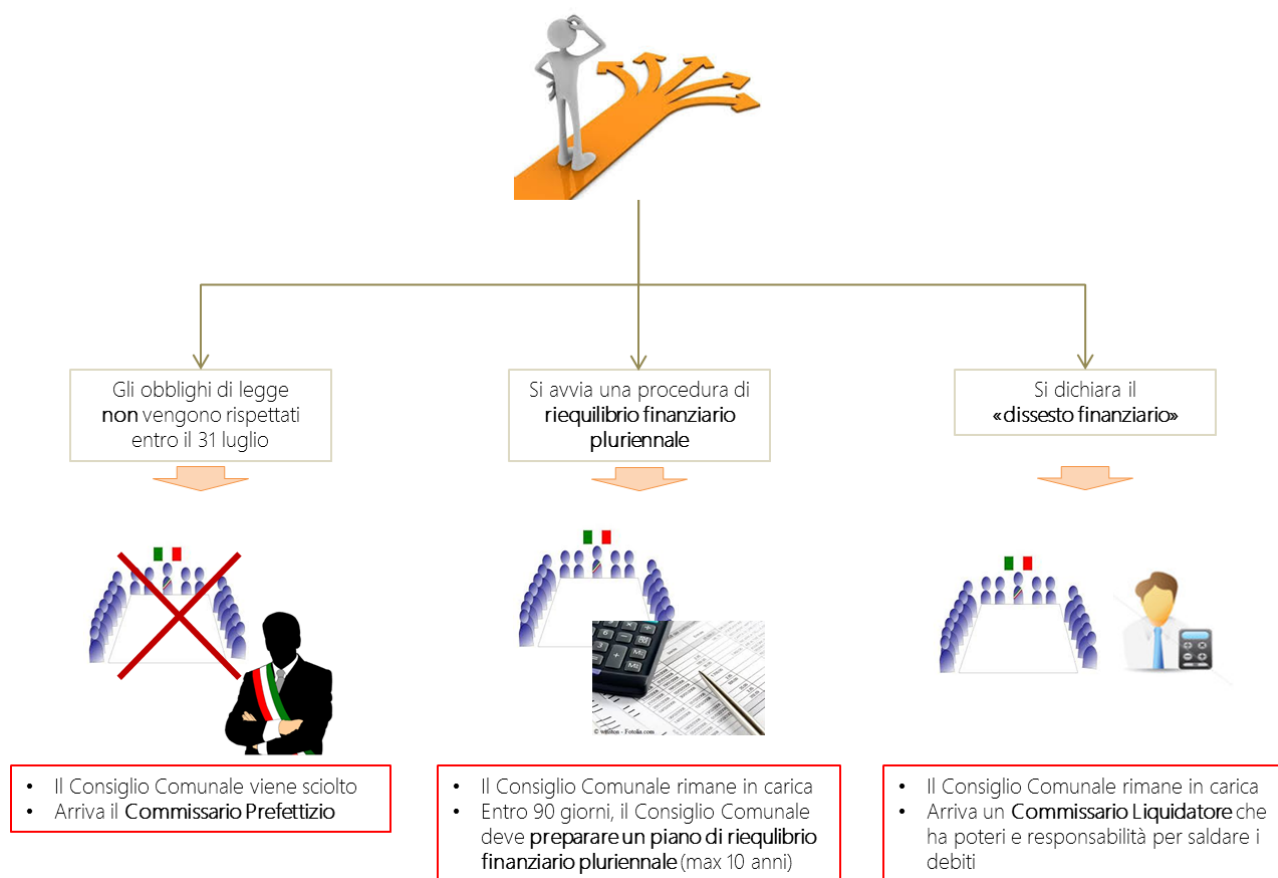 Gli obblighi di legge
non vengono rispettati
entro il 31 luglio
Si avvia una procedura di
riequilibrio finanziario
pluriennale
Si dichiara il
«dissesto finanziario»
© vinsion - Fotolia.com
• Il Consiglio Comunale viene sciolto
• Arriva il Commissario Prefettizio
• Il Consiglio Comunale rimane in carica
• Entro 90 giorni, il Consiglio Comunale
deve preparare un piano di riequlibrio
finanziario pluriennale (max 10 anni)
• Il Consiglio Comunale rimane in carica
• Arriva un Commissario Liquidatore che
ha poteri e responsabilità per saldare i
debiti